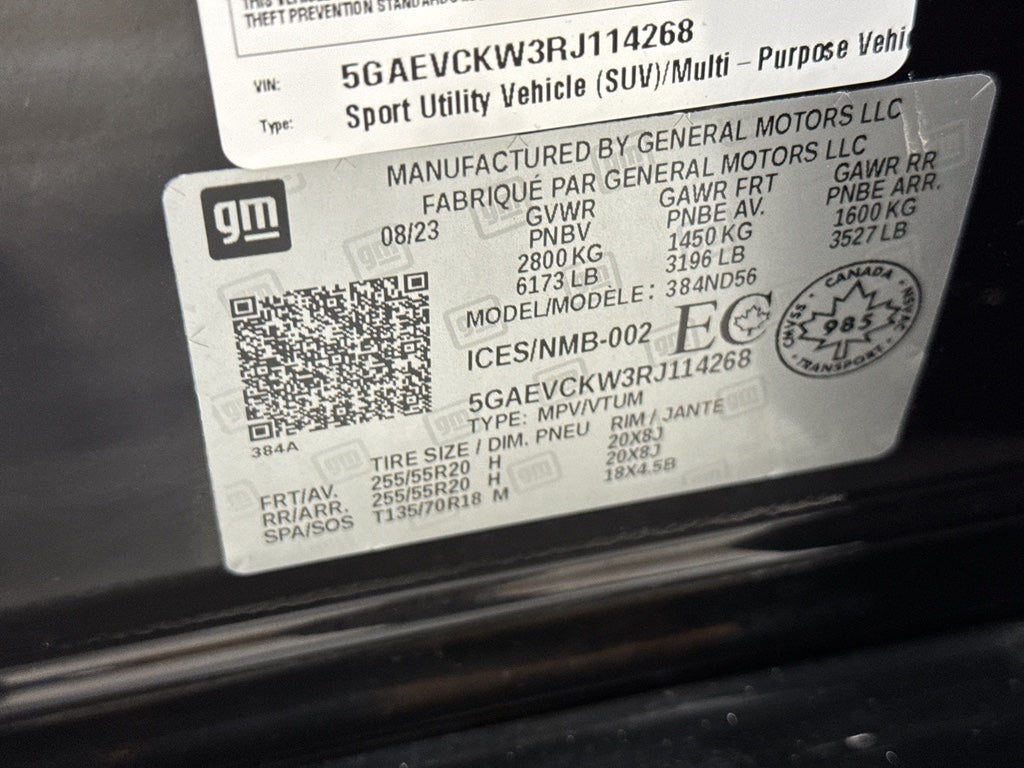 THEFT PREVENTION STANDARDS
VIN: 5GAEVCKW3RJ114268
Type: Sport Utility Vehicle (SUV)/Multi – Purpose Vehi
MANUFACTURED BY GENERAL MOTORS LLC
FABRIQUÉ PAR GENERAL MOTORS LLC
gm
08/23
GVWR GAWR FRT GAWR RR
PNBV PNBE AV. PNBE ARR.
2800 KG 1450 KG 1600 KG
6173 LB 3196 LB 3527 LB
MODEL/MODÈLE: 384ND56
ICES/NMB-002 EC
CANADA
CMVSS 985 NSVAC
TRANSPORT
5GAEVCKW3RJ114268
TYPE: MPV/VTUM
384A
TIRE SIZE / DIM. PNEU RIM / JANTE
FRT/AV. 255/55R20 H 20X8J
RR/ARR. 255/55R20 H 20X8J
SPA/SOS T135/70R18 M 18X4.5B